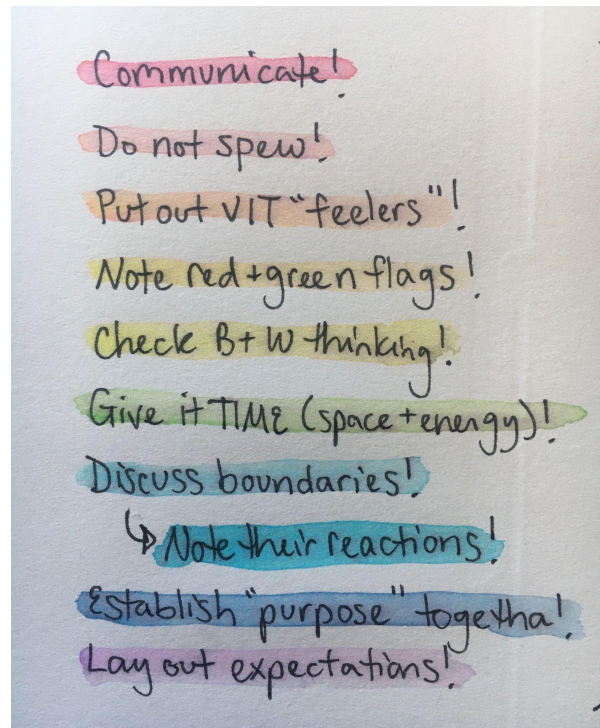 Communicate!
Do not spew!
Put out VIT "feelers"!
Note red+green flags!
Check B+W thinking!
Give it TIME (space+energy)!
Discuss boundaries!
↳ Note their reactions!
Establish "purpose" togetha!
Lay out expectations!